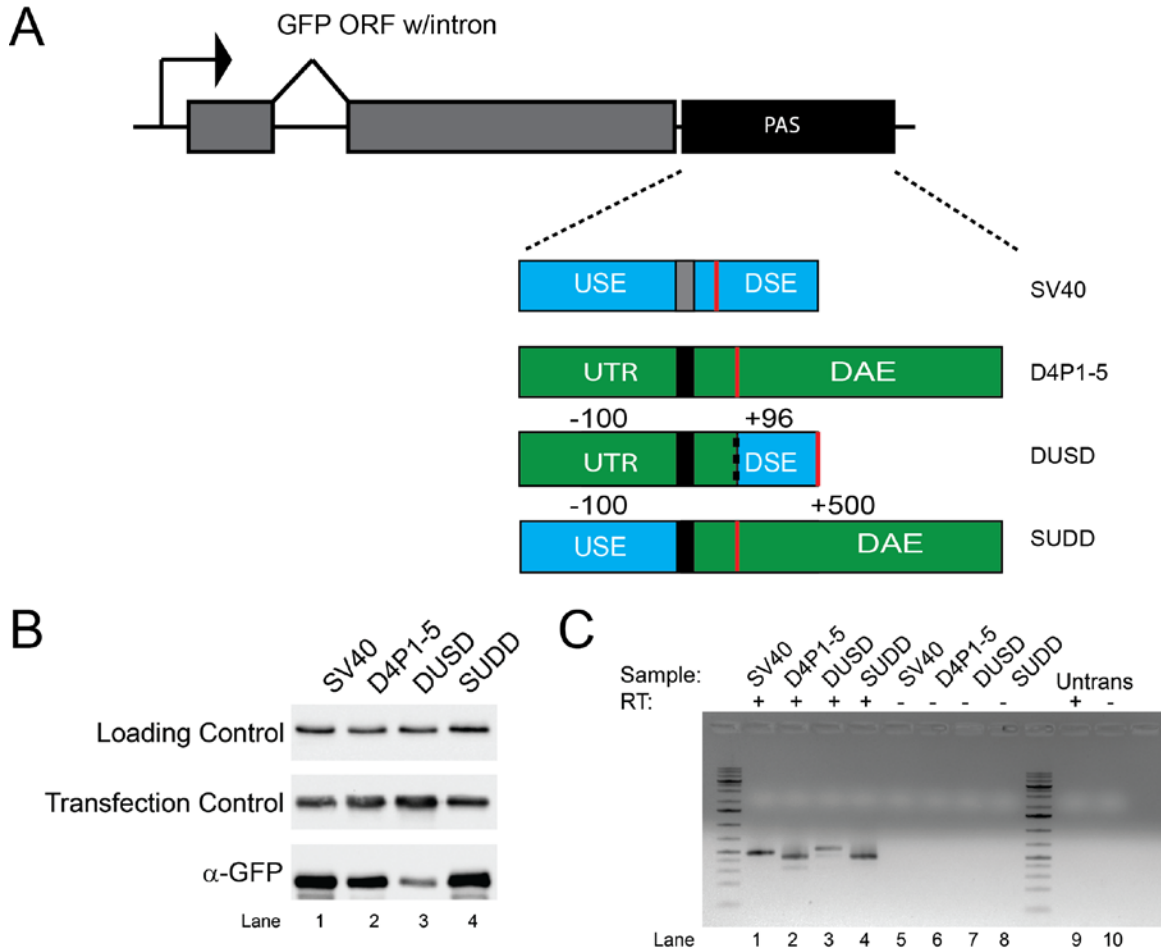 A
GFP ORF w/intron
PAS
USE DSE SV40
UTR DAE D4P1-5
-100 +96
UTR DSE DUSD
-100 +500
USE DAE SUDD
B
SV40 D4P1-5 DUSD SUDD
Loading Control
Transfection Control
α-GFP
Lane 1 2 3 4
C
Sample: SV40 D4P1-5 DUSD SUDD SV40 D4P1-5 DUSD SUDD Untrans
RT: + + + + - - - - + -
Lane 1 2 3 4 5 6 7 8 9 10